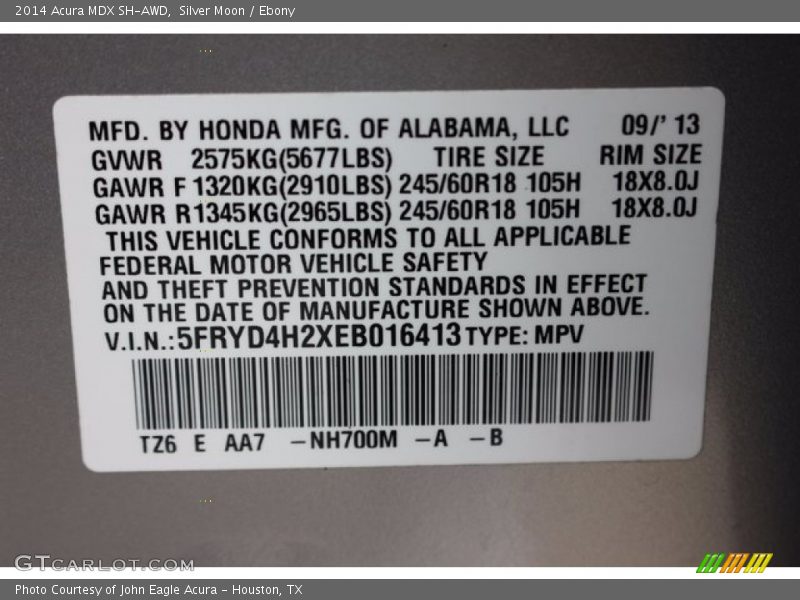 2014 Acura MDX SH-AWD,  Silver Moon / Ebony
MFD. BY HONDA MFG. OF ALABAMA, LLC 09/' 13
GVWR 2575KG(5677LBS) TIRE SIZE RIM SIZE
GAWR F 1320KG(2910LBS) 245/60R18 105H 18X8.0J
GAWR R 1345KG(2965LBS) 245/60R18 105H 18X8.0J
THIS VEHICLE CONFORMS TO ALL APPLICABLE
FEDERAL MOTOR VEHICLE SAFETY
AND THEFT PREVENTION STANDARDS IN EFFECT
ON THE DATE OF MANUFACTURE SHOWN ABOVE.
V.I.N.: 5FRYD4H2XEB016413 TYPE: MPV
TZ6 E AA7 -NH700M -A -B
GTCARLOT.COM
Photo Courtesy of John Eagle Acura - Houston, TX